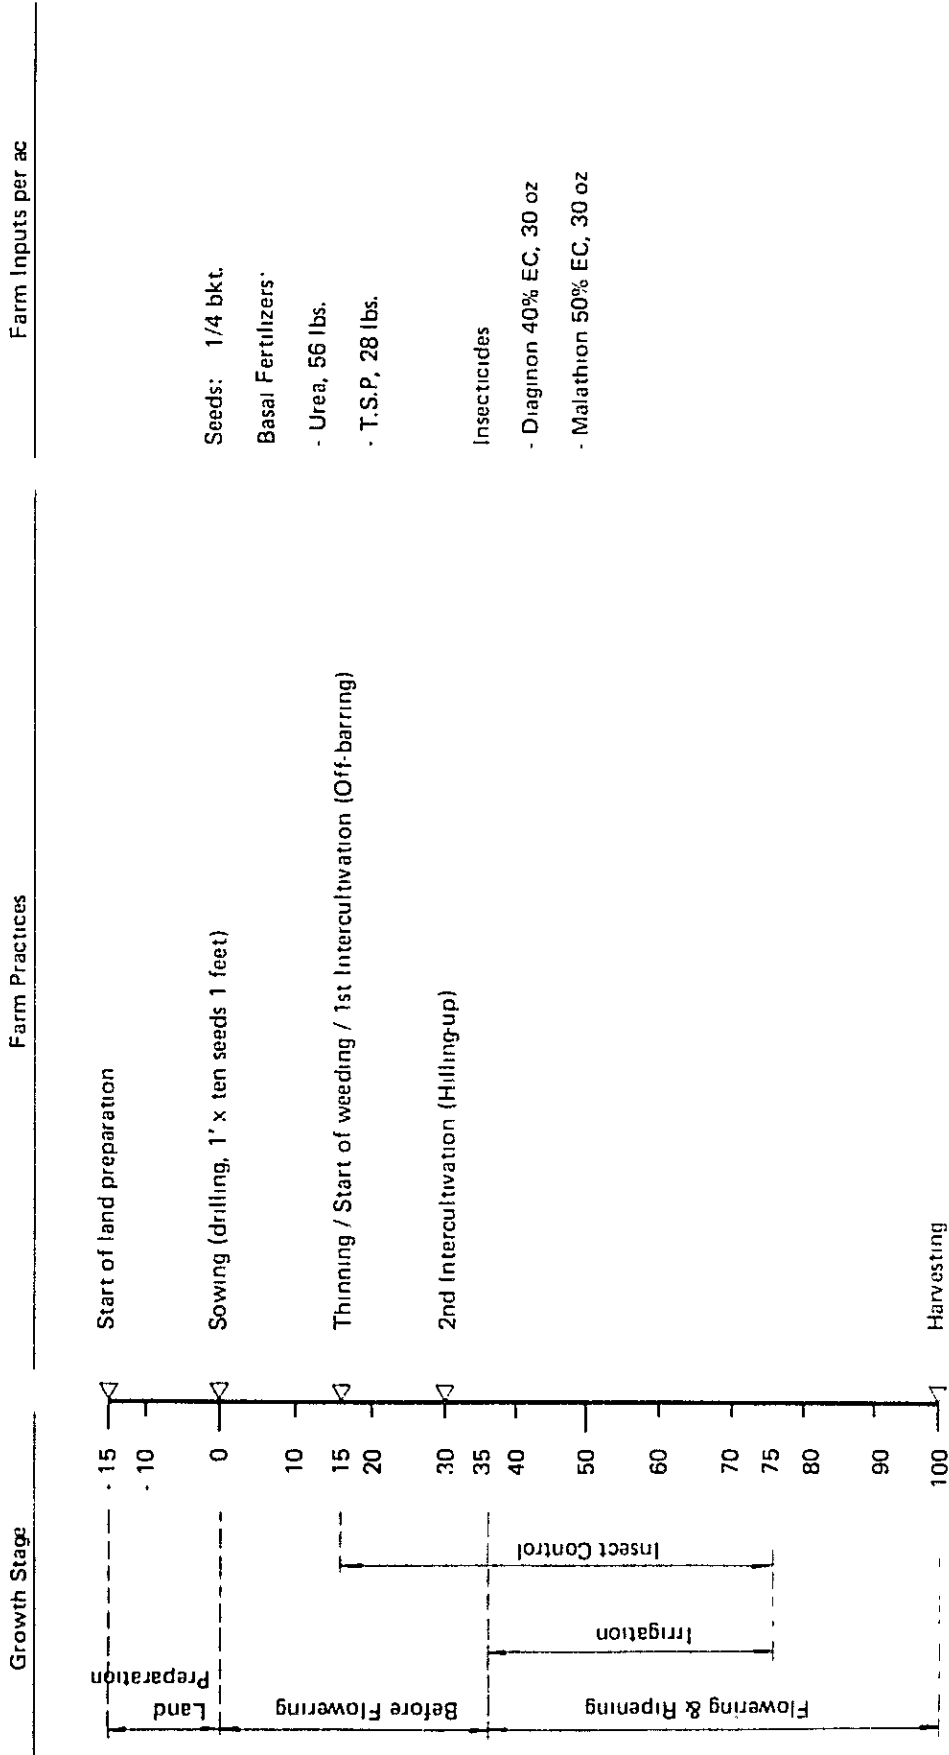 Growth Stage
Farm Practices
Farm Inputs per ac
Land
Preparation
Before Flowering
Flowering & Ripening
Irrigation
Insect Control
- 15
- 10
0
10
15
20
30
35
40
50
60
70
75
80
90
100
Start of land preparation
Sowing (drilling, 1' x ten seeds 1 feet)
Thinning / Start of weeding / 1st Intercultivation (Off-barring)
2nd Intercultivation (Hilling-up)
Harvesting
Seeds: 1/4 bkt.
Basal Fertilizers:
- Urea, 56 lbs.
- T.S.P, 28 lbs.
Insecticides
- Diaginon 40% EC, 30 oz
- Malathion 50% EC, 30 oz